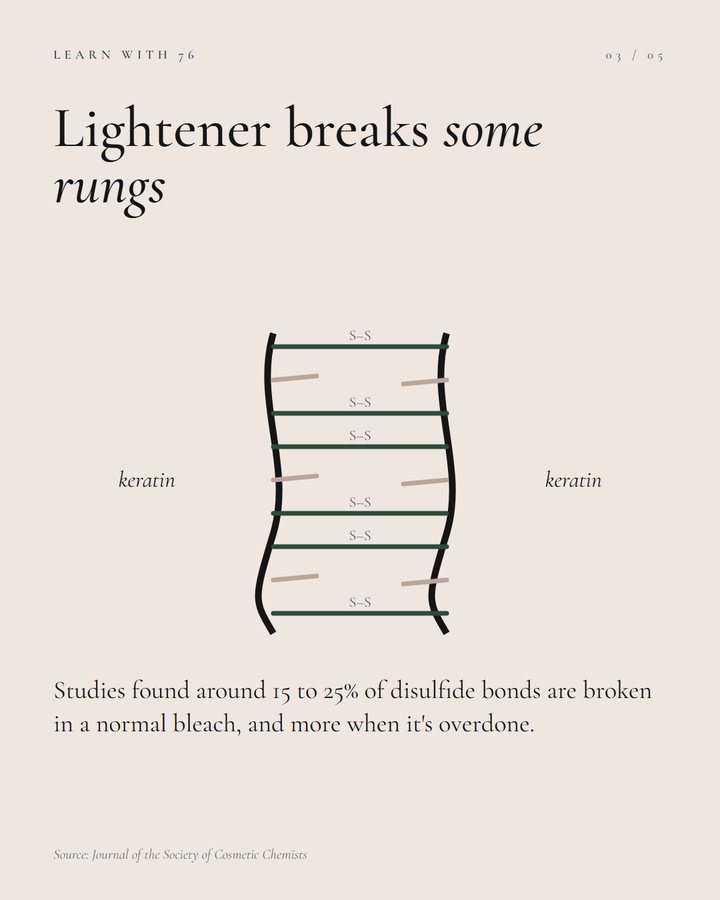 LEARN WITH 76
03 / 05
Lightener breaks some
rungs
S–S
S–S
S–S
keratin
keratin
S–S
S–S
S–S
Studies found around 15 to 25% of disulfide bonds are broken
in a normal bleach, and more when it's overdone.
Source: Journal of the Society of Cosmetic Chemists